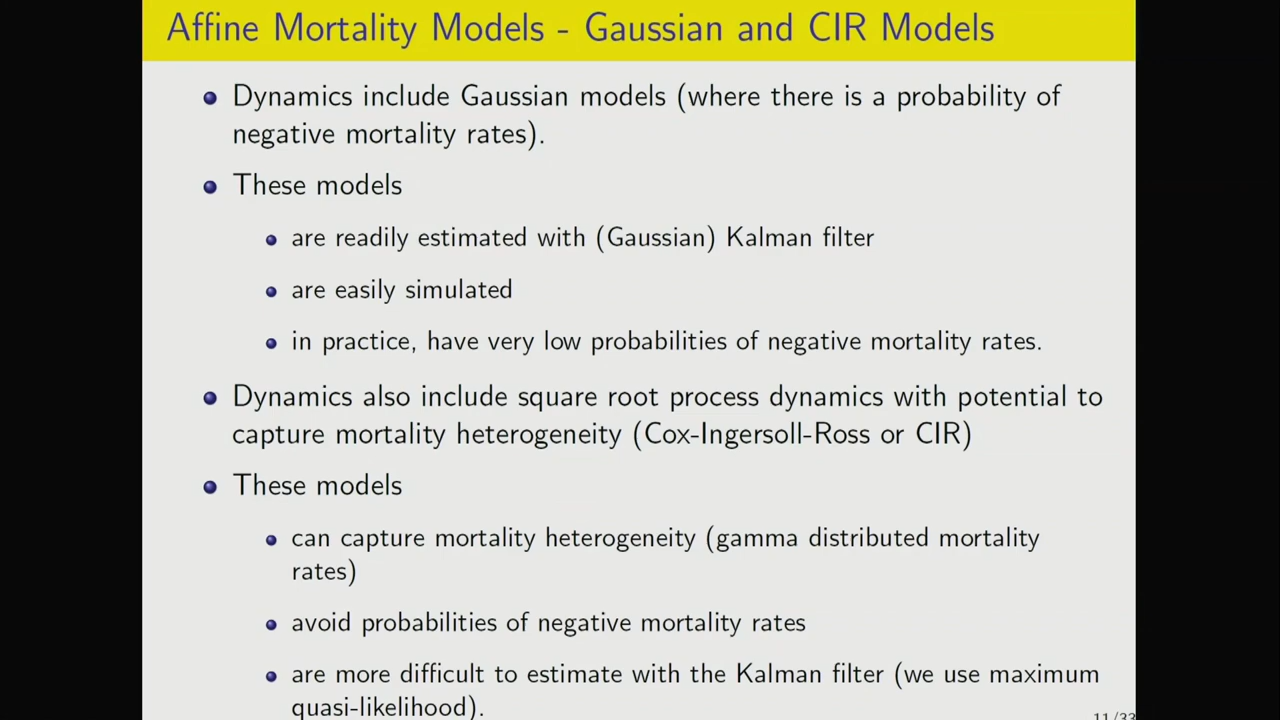 Affine Mortality Models - Gaussian and CIR Models
Dynamics include Gaussian models (where there is a probability of
negative mortality rates).
These models
are readily estimated with (Gaussian) Kalman filter
are easily simulated
in practice, have very low probabilities of negative mortality rates.
Dynamics also include square root process dynamics with potential to
capture mortality heterogeneity (Cox-Ingersoll-Ross or CIR)
These models
can capture mortality heterogeneity (gamma distributed mortality
rates)
avoid probabilities of negative mortality rates
are more difficult to estimate with the Kalman filter (we use maximum
quasi-likelihood).
11/33